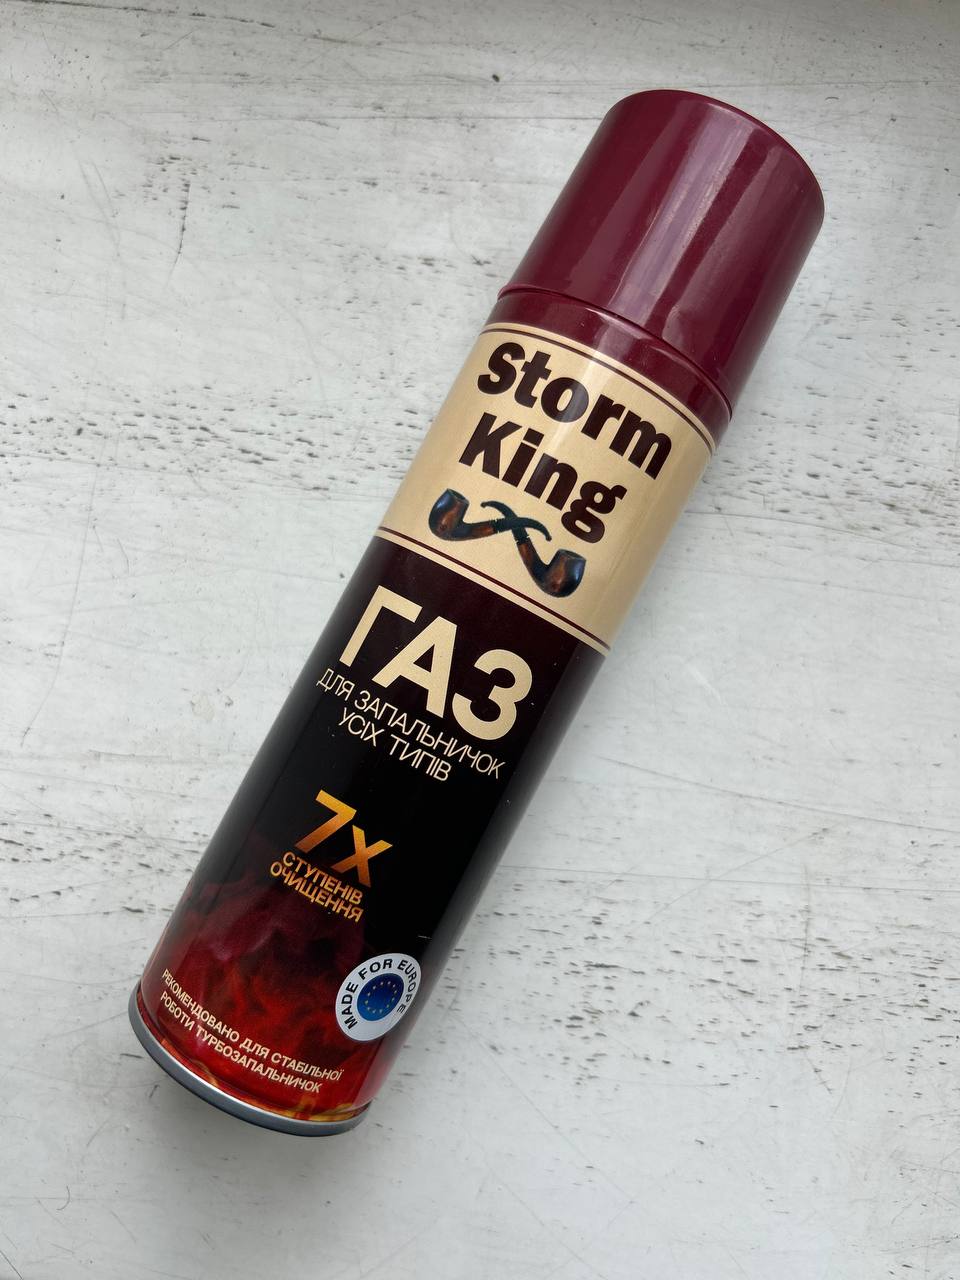 Storm
King
ГАЗ
ДЛЯ ЗАПАЛЬНИЧОК
УСІХ ТИПІВ
7X
СТУПЕНІВ
ОЧИЩЕННЯ
MADE FOR EUROPE
РЕКОМЕНДОВАНО ДЛЯ СТАБІЛЬНОЇ
РОБОТИ ТУРБОЗАПАЛЬНИЧОК